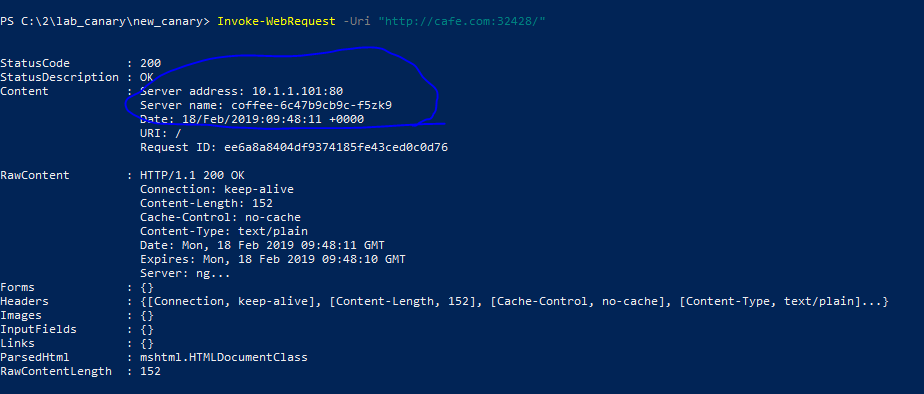 PS C:\2\lab_canary\new_canary> Invoke-WebRequest -Uri "http://cafe.com:32428/"
StatusCode : 200
StatusDescription : OK
Content : Server address: 10.1.1.101:80
Server name: coffee-6c47b9cb9c-f5zk9
Date: 18/Feb/2019:09:48:11 +0000
URI: /
Request ID: ee6a8a8404df9374185fe43ced0c0d76
RawContent : HTTP/1.1 200 OK
Connection: keep-alive
Content-Length: 152
Cache-Control: no-cache
Content-Type: text/plain
Date: Mon, 18 Feb 2019 09:48:11 GMT
Expires: Mon, 18 Feb 2019 09:48:10 GMT
Server: ng...
Forms : {}
Headers : {[Connection, keep-alive], [Content-Length, 152], [Cache-Control, no-cache], [Content-Type, text/plain]...}
Images : {}
InputFields : {}
Links : {}
ParsedHtml : mshtml.HTMLDocumentClass
RawContentLength : 152